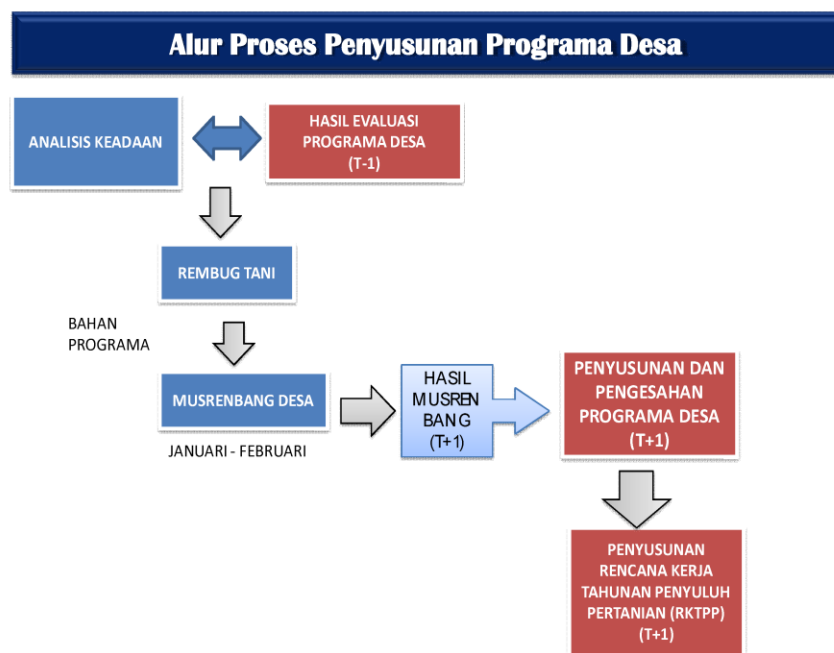 Alur Proses Penyusunan Programa Desa
ANALISIS KEADAAN
HASIL EVALUASI
PROGRAMA DESA
(T-1)
REMBUG TANI
BAHAN
PROGRAMA
MUSRENBANG DESA
JANUARI - FEBRUARI
HASIL
MUSREN
BANG
(T+1)
PENYUSUNAN DAN
PENGESAHAN
PROGRAMA DESA
(T+1)
PENYUSUNAN
RENCANA KERJA
TAHUNAN PENYULUH
PERTANIAN (RKTPP)
(T+1)